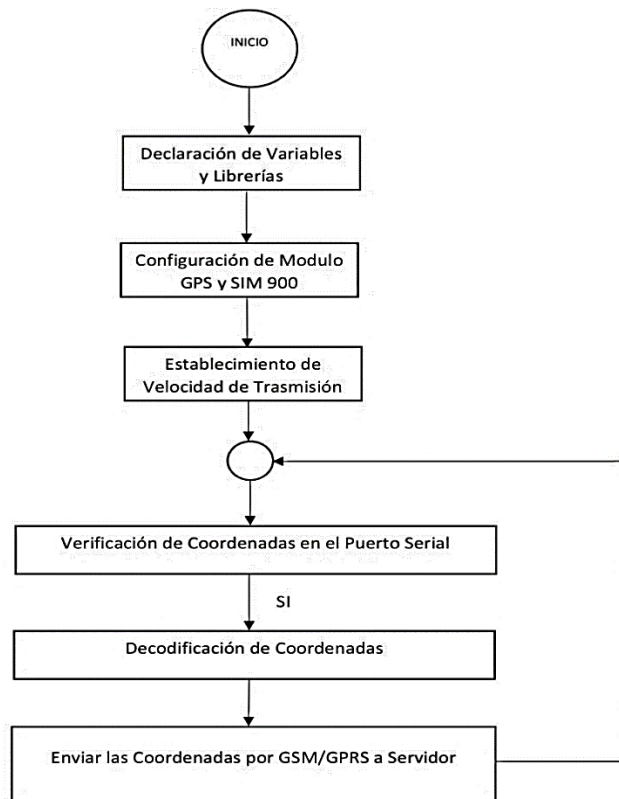 INICIO
Declaración de Variables
y Librerías
Configuración de Modulo
GPS y SIM 900
Establecimiento de
Velocidad de Trasmisión
Verificación de Coordenadas en el Puerto Serial
SI
Decodificación de Coordenadas
Enviar las Coordenadas por GSM/GPRS a Servidor